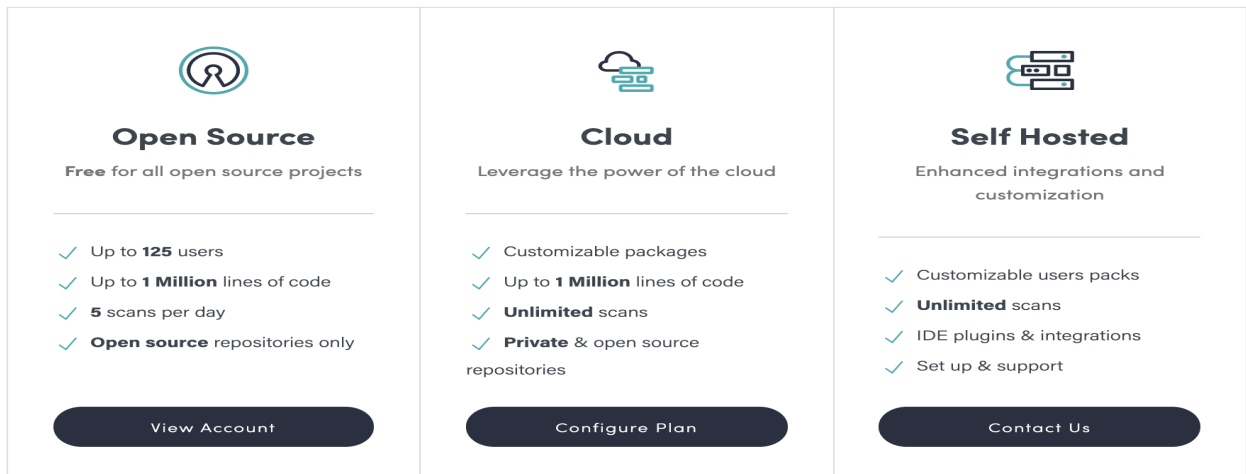 Open Source
Free for all open source projects
Up to 125 users
Up to 1 Million lines of code
5 scans per day
Open source repositories only
View Account
Cloud
Leverage the power of the cloud
Customizable packages
Up to 1 Million lines of code
Unlimited scans
Private & open source
repositories
Configure Plan
Self Hosted
Enhanced integrations and
customization
Customizable users packs
Unlimited scans
IDE plugins & integrations
Set up & support
Contact Us